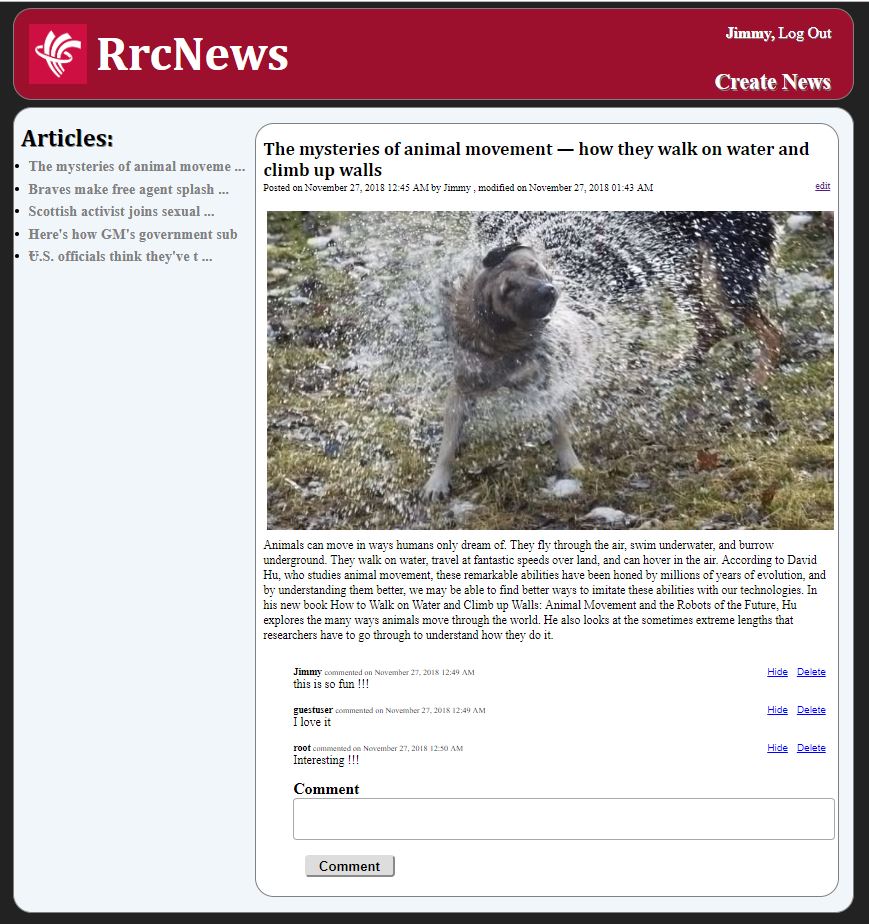 RrcNews
Jimmy, Log Out
Create News
Articles:
The mysteries of animal moveme ...
Braves make free agent splash ...
Scottish activist joins sexual ...
Here's how GM's government sub
U.S. officials think they've t ...
The mysteries of animal movement — how they walk on water and
climb up walls
Posted on November 27, 2018 12:45 AM by Jimmy , modified on November 27, 2018 01:43 AM
edit
Animals can move in ways humans only dream of. They fly through the air, swim underwater, and burrow
underground. They walk on water, travel at fantastic speeds over land, and can hover in the air. According to David
Hu, who studies animal movement, these remarkable abilities have been honed by millions of years of evolution, and
by understanding them better, we may be able to find better ways to imitate these abilities with our technologies. In
his new book How to Walk on Water and Climb up Walls: Animal Movement and the Robots of the Future, Hu
explores the many ways animals move through the world. He also looks at the sometimes extreme lengths that
researchers have to go through to understand how they do it.
Jimmy commented on November 27, 2018 12:49 AM
Hide Delete
this is so fun !!!
guestuser commented on November 27, 2018 12:49 AM
Hide Delete
I love it
root commented on November 27, 2018 12:50 AM
Hide Delete
Interesting !!!
Comment
Comment